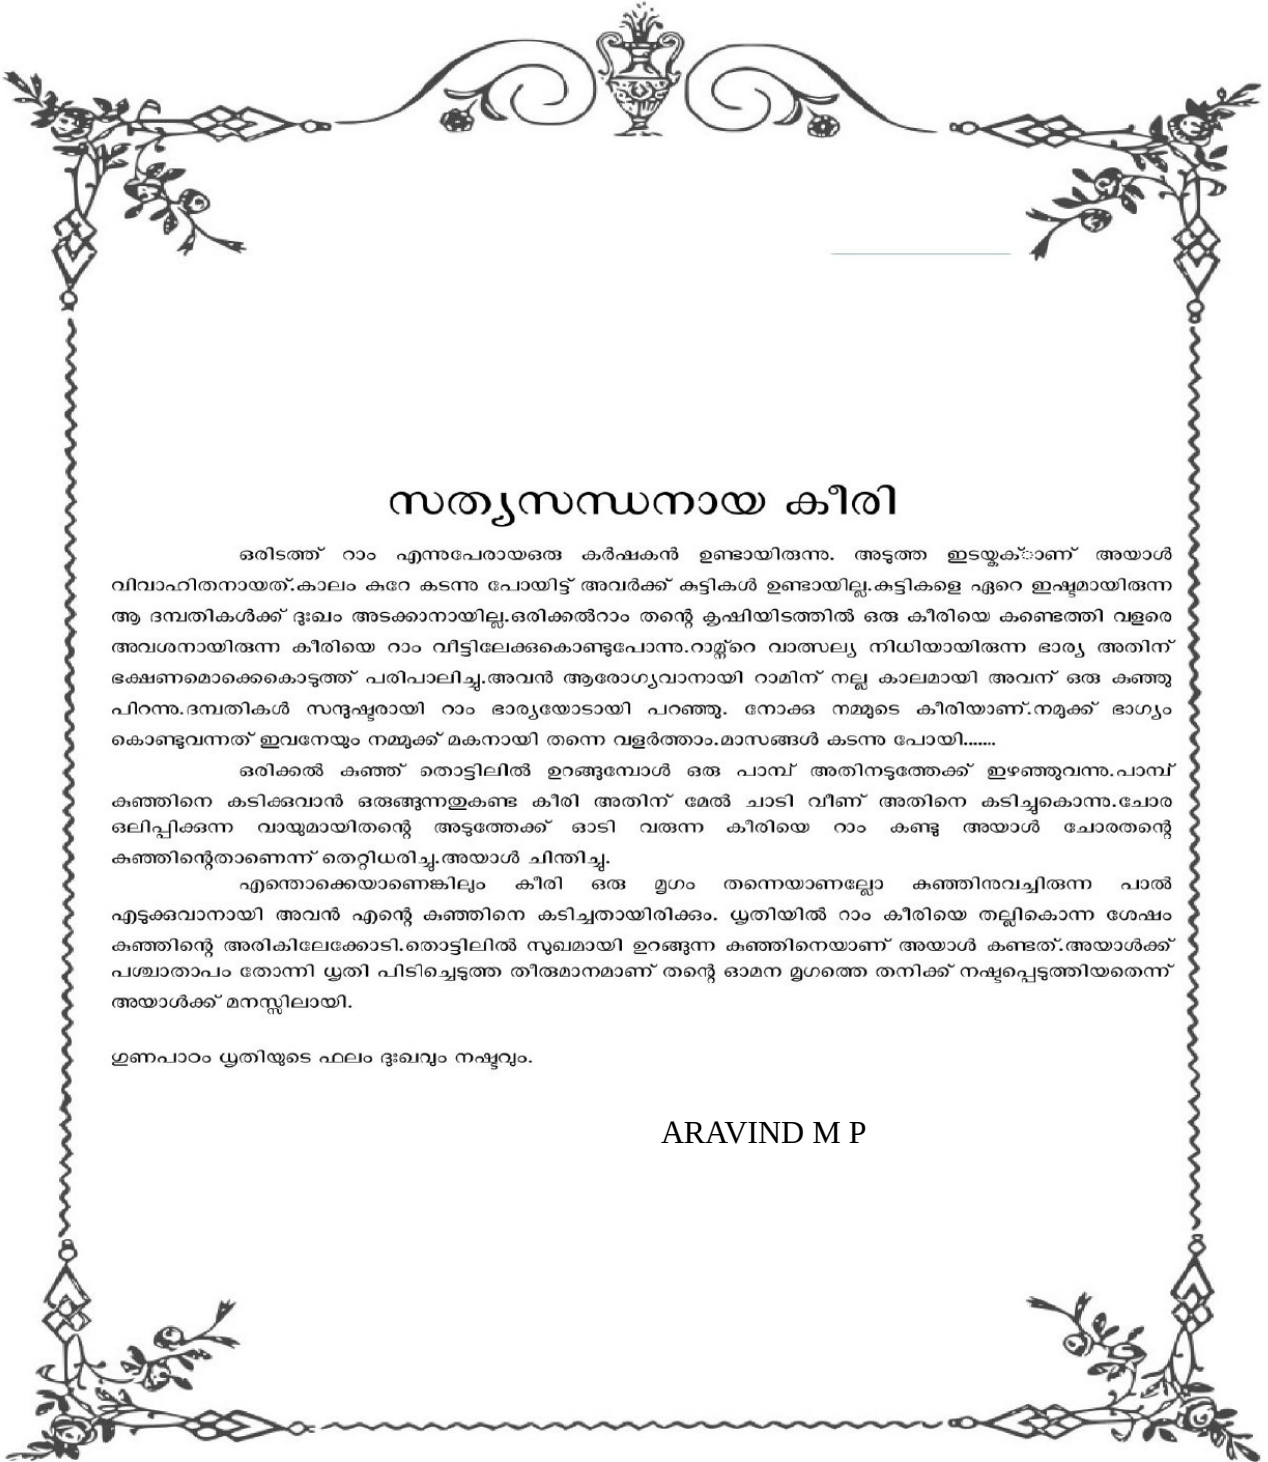 സത്യസന്ധനായ കീരി
ഒരിടത്ത് റാം എന്നുപേരായഒരു കർഷകൻ ഉണ്ടായിരുന്നു. അടുത്ത ഇടയ്ക്ക്ാണ് അയാൾ
വിവാഹിതനായത്.കാലം കുറേ കടന്നു പോയിട്ട് അവർക്ക് കുട്ടികൾ ഉണ്ടായില്ല.കുട്ടികളെ ഏറെ ഇഷ്ടമായിരുന്ന
ആ ദമ്പതികൾക്ക് ദുഃഖം അടക്കാനായില്ല.ഒരിക്കൽറാം തന്റെ കൃഷിയിടത്തിൽ ഒരു കീരിയെ കണ്ടെത്തി വളരെ
അവശനായിരുന്ന കീരിയെ റാം വീട്ടിലേക്കുകൊണ്ടുപോന്നു.റാമ്ന്റെ വാത്സല്യ നിധിയായിരുന്ന ഭാര്യ അതിന്
ഭക്ഷണമൊക്കെകൊടുത്ത് പരിപാലിച്ചു.അവൻ ആരോഗ്യവാനായി റാമിന് നല്ല കാലമായി അവന് ഒരു കുഞ്ഞു
പിറന്നു.ദമ്പതികൾ സന്ദുഷ്ടരായി റാം ഭാര്യയോടായി പറഞ്ഞു. നോക്കു നമ്മുടെ കീരിയാണ്.നമുക്ക് ഭാഗ്യം
കൊണ്ടുവന്നത് ഇവനേയും നമ്മുക്ക് മകനായി തന്നെ വളർത്താം.മാസങ്ങൾ കടന്നു പോയി.......
ഒരിക്കൽ കുഞ്ഞ് തൊട്ടിലിൽ ഉറങ്ങുമ്പോൾ ഒരു പാമ്പ് അതിനടുത്തേക്ക് ഇഴഞ്ഞുവന്നു.പാമ്പ്
കുഞ്ഞിനെ കടിക്കുവാൻ ഒരുങ്ങുന്നതുകണ്ട കീരി അതിന് മേൽ ചാടി വീണ് അതിനെ കടിച്ചുകൊന്നു.ചോര
ഒലിപ്പിക്കുന്ന വായുമായിതന്റെ അടുത്തേക്ക് ഓടി വരുന്ന കീരിയെ റാം കണ്ടു അയാൾ ചോരതന്റെ
കുഞ്ഞിന്റെതാണെന്ന് തെറ്റിധരിച്ചു.അയാൾ ചിന്തിച്ചു.
എന്തൊക്കെയാണെങ്കിലും കീരി ഒരു മൃഗം തന്നെയാണല്ലോ കുഞ്ഞിനുവച്ചിരുന്ന പാൽ
എടുക്കുവാനായി അവൻ എന്റെ കുഞ്ഞിനെ കടിച്ചതായിരിക്കും. ധൃതിയിൽ റാം കീരിയെ തല്ലികൊന്ന ശേഷം
കുഞ്ഞിന്റെ അരികിലേക്കോടി.തൊട്ടിലിൽ സുഖമായി ഉറങ്ങുന്ന കുഞ്ഞിനെയാണ് അയാൾ കണ്ടത്.അയാൾക്ക്
പശ്ചാതാപം തോന്നി ധൃതി പിടിച്ചെടുത്ത തീരുമാനമാണ് തന്റെ ഓമന മൃഗത്തെ തനിക്ക് നഷ്ടപ്പെടുത്തിയതെന്ന്
അയാൾക്ക് മനസ്സിലായി.
ഗുണപാഠം ധൃതിയുടെ ഫലം ദുഃഖവും നഷ്ടവും.
ARAVIND M P